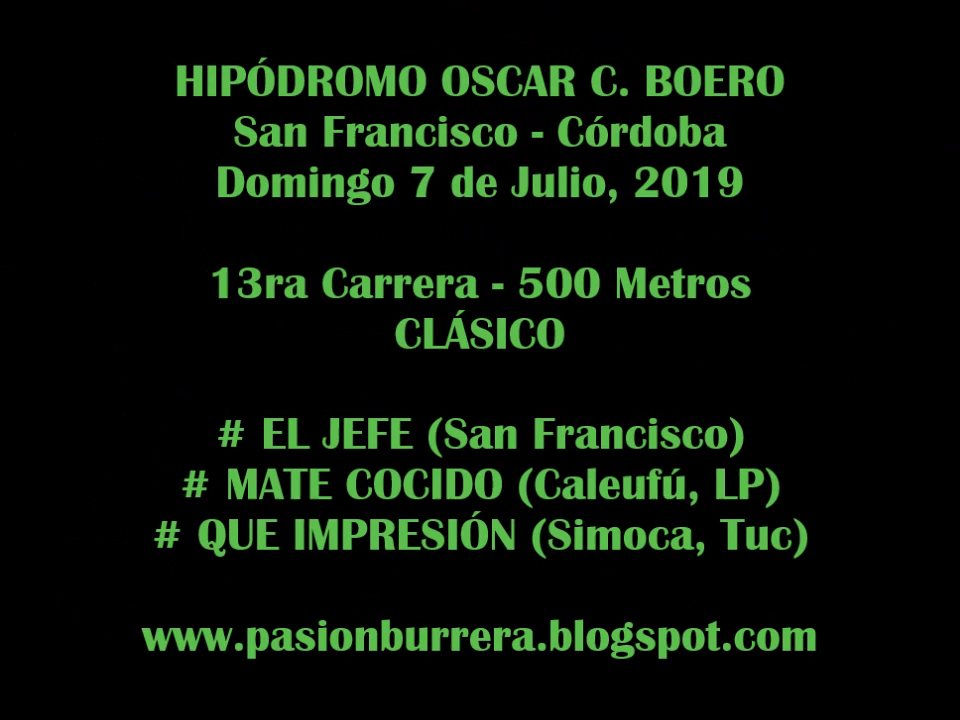 HIPÓDROMO OSCAR C. BOERO
San Francisco - Córdoba
Domingo 7 de Julio, 2019
13ra Carrera - 500 Metros
CLÁSICO
# EL JEFE (San Francisco)
# MATE COCIDO (Caleufú, LP)
# QUE IMPRESIÓN (Simoca, Tuc)
www.pasionburrera.blogspot.com